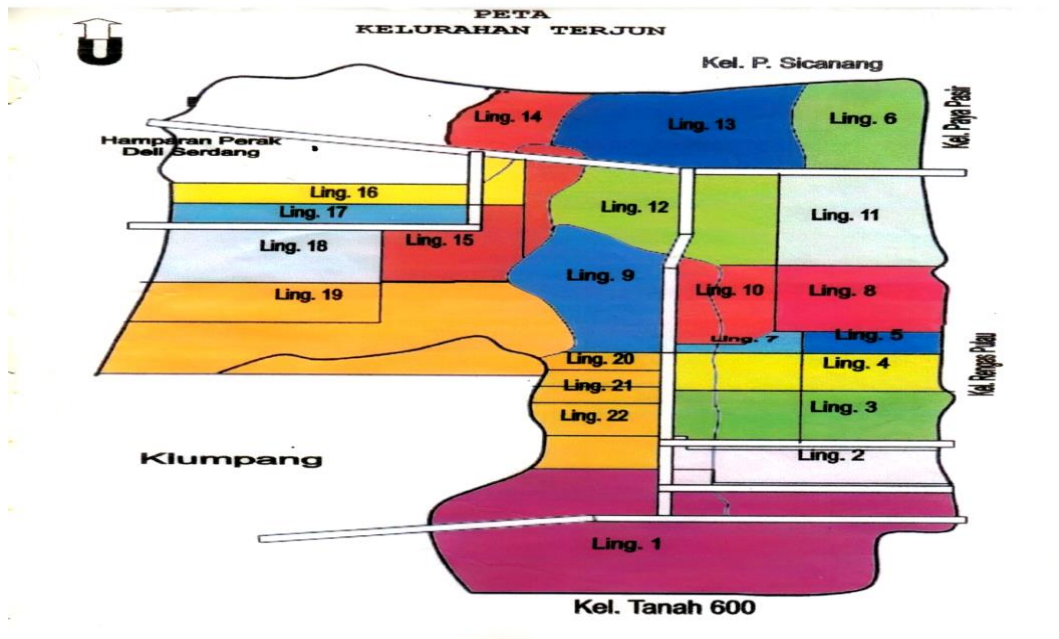 PETA
KELURAHAN TERJUN
U
Kel. P. Sicanang
Kel. Paya Pasir
Hamparan Perak
Deli Serdang
Ling. 14
Ling. 13
Ling. 6
Ling. 16
Ling. 17
Ling. 12
Ling. 11
Ling. 18
Ling. 15
Ling. 9
Ling. 10
Ling. 8
Ling. 19
Ling. 7
Ling. 5
Kel. Rengas Pulau
Ling. 20
Ling. 4
Ling. 21
Ling. 22
Ling. 3
Klumpang
Ling. 2
Ling. 1
Kel. Tanah 600